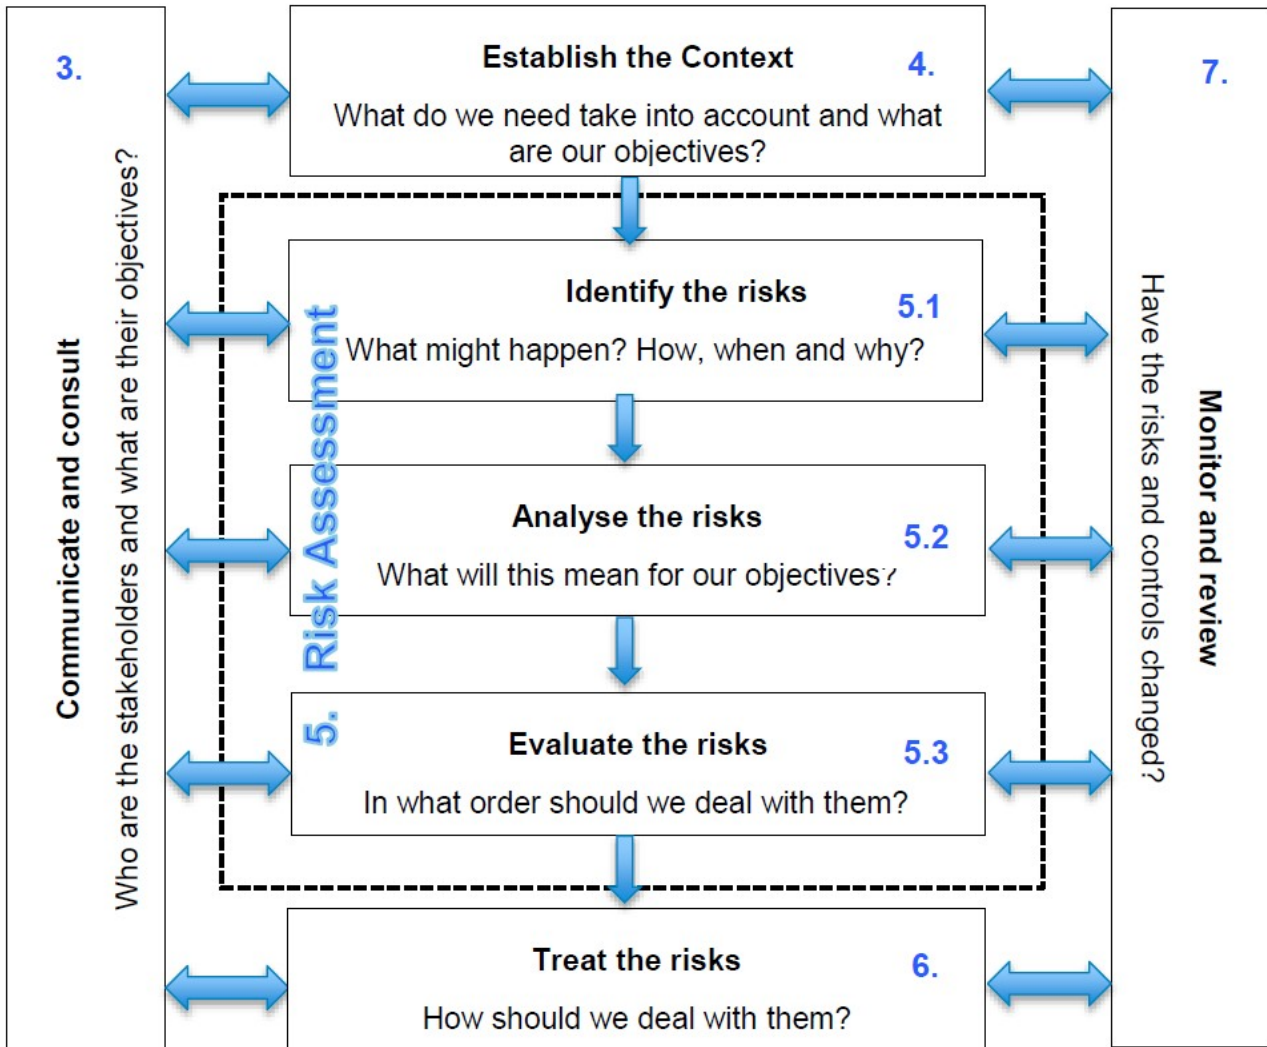 3.
Communicate and consult
Who are the stakeholders and what are their objectives?
Establish the Context
4.
What do we need take into account and what
are our objectives?
5. Risk Assessment
Identify the risks
5.1
What might happen? How, when and why?
Analyse the risks
5.2
What will this mean for our objectives?
Evaluate the risks
5.3
In what order should we deal with them?
Treat the risks
6.
How should we deal with them?
7.
Monitor and review
Have the risks and controls changed?